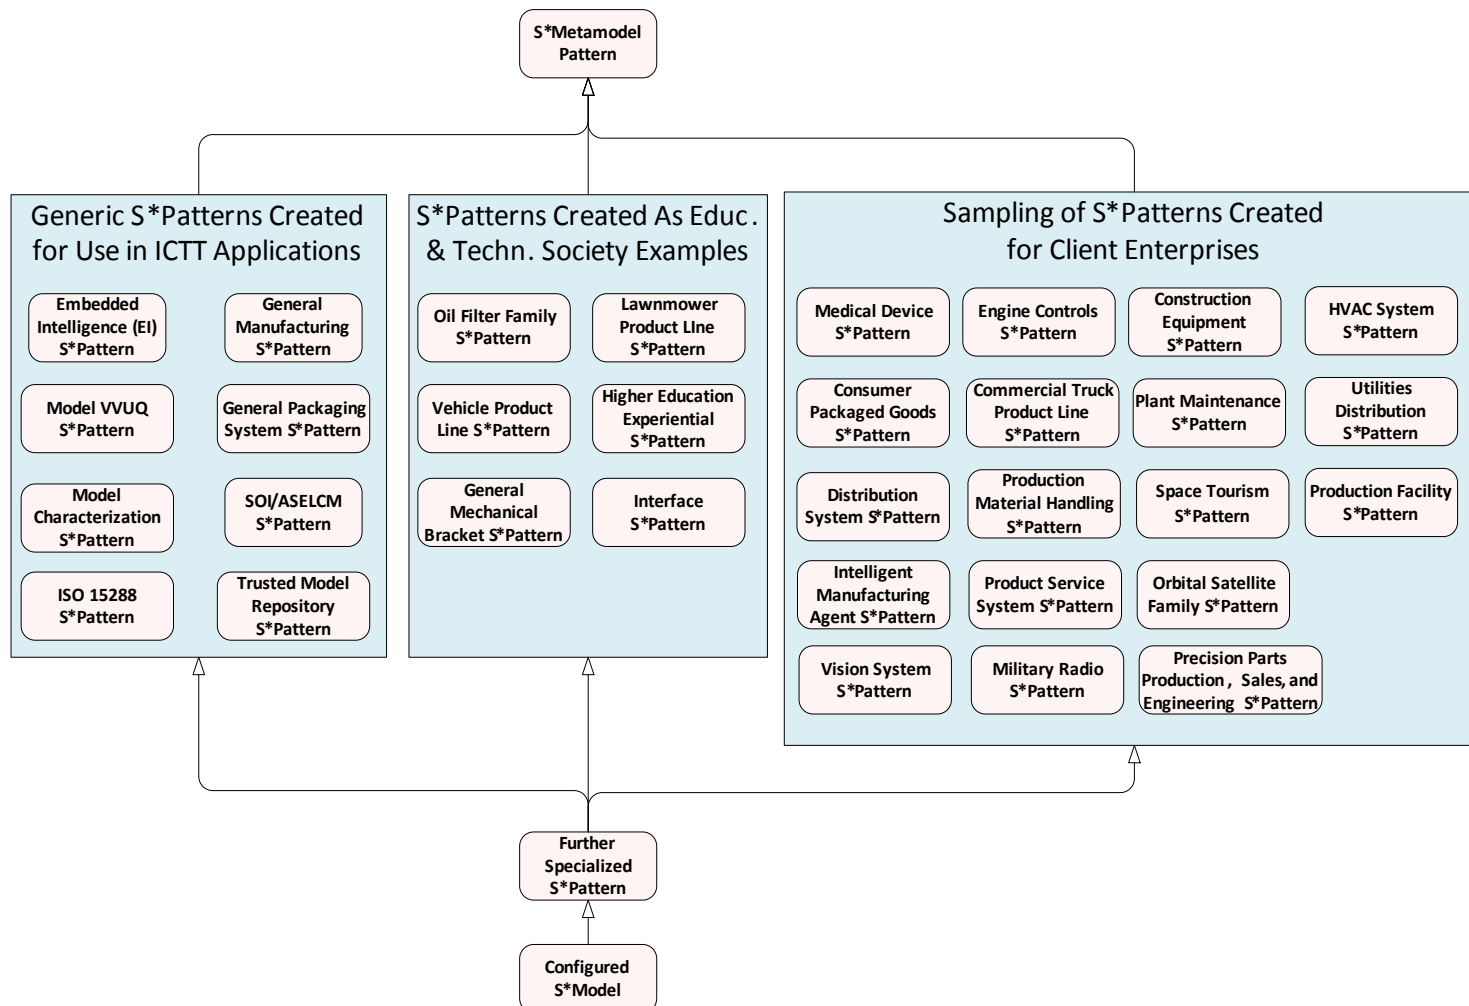 S*Metamodel
Pattern
Generic S*Patterns Created
for Use in ICTT Applications
Embedded
Intelligence (EI)
S*Pattern
General
Manufacturing
S*Pattern
Model VVUQ
S*Pattern
General Packaging
System S*Pattern
Model
Characterization
S*Pattern
SOI/ASELCM
S*Pattern
ISO 15288
S*Pattern
Trusted Model
Repository
S*Pattern
S*Patterns Created As Educ.
& Techn. Society Examples
Oil Filter Family
S*Pattern
Lawnmower
Product LIne
S*Pattern
Vehicle Product
Line S*Pattern
Higher Education
Experiential
S*Pattern
General
Mechanical
Bracket S*Pattern
Interface
S*Pattern
Sampling of S*Patterns Created
for Client Enterprises
Medical Device
S*Pattern
Engine Controls
S*Pattern
Construction
Equipment
S*Pattern
HVAC System
S*Pattern
Consumer
Packaged Goods
S*Pattern
Commercial Truck
Product Line
S*Pattern
Plant Maintenance
S*Pattern
Utilities
Distribution
S*Pattern
Distribution
System S*Pattern
Production
Material Handling
S*Pattern
Space Tourism
S*Pattern
Production Facility
S*Pattern
Intelligent
Manufacturing
Agent S*Pattern
Product Service
System S*Pattern
Orbital Satellite
Family S*Pattern
Vision System
S*Pattern
Military Radio
S*Pattern
Precision Parts
Production, Sales, and
Engineering S*Pattern
Further
Specialized
S*Pattern
Configured
S*Model